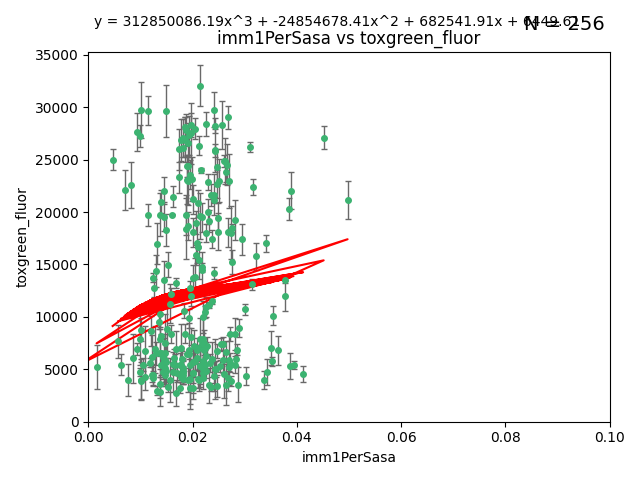 y = 312850086.19x^3 + -24854678.41x^2 + 682541.91x + 6449.61
N = 256
imm1PerSasa vs toxgreen_fluor
35000
30000
25000
20000
15000
10000
5000
0
toxgreen_fluor
0.00 0.02 0.04 0.06 0.08 0.10
imm1PerSasa